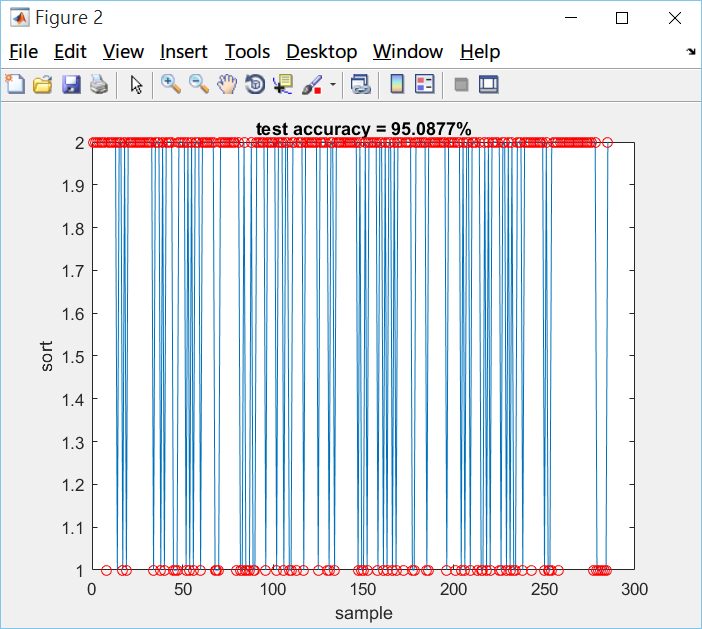 Figure 2
File Edit View Insert Tools Desktop Window Help
test accuracy = 95.0877%
2
1.9
1.8
1.7
1.6
1.5
1.4
1.3
1.2
1.1
1
sort
0 50 100 150 200 250 300
sample